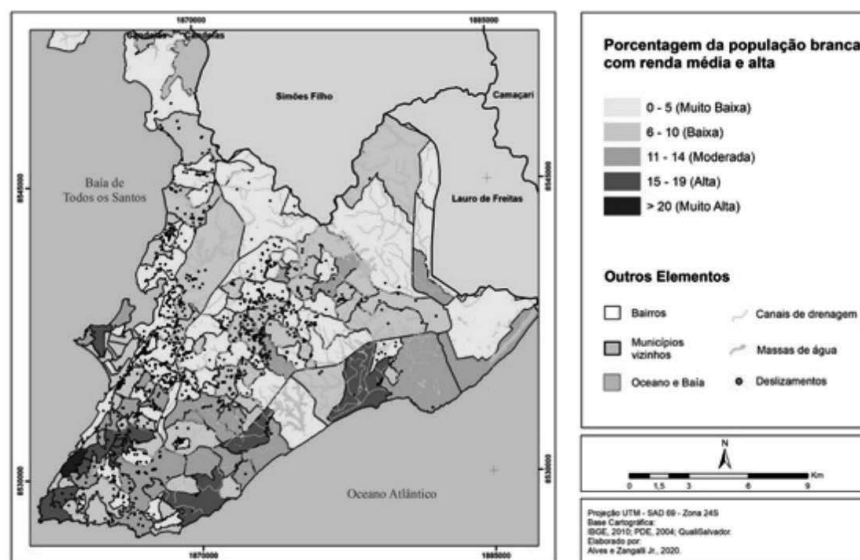 1870000
1885000
Candeias
Simões Filho
Camaçari
Baía de
Todos os Santos
Lauro de Freitas
8545000
8545000
8530000
8530000
Oceano Atlântico
1870000
1885000
Porcentagem da população branca
com renda média e alta
0 - 5 (Muito Baixa)
6 - 10 (Baixa)
11 - 14 (Moderada)
15 - 19 (Alta)
> 20 (Muito Alta)
Outros Elementos
Bairros
Canais de drenagem
Municípios
vizinhos
Massas de água
Oceano e Baía
Deslizamentos
N
Km
0 1,5 3 6 9
Projeção UTM - SAD 69 - Zona 24S
Base Cartográfica:
IBGE, 2010; PDE, 2004; QualiSalvador.
Elaborado por:
Alves e Zangalli Jr., 2020.